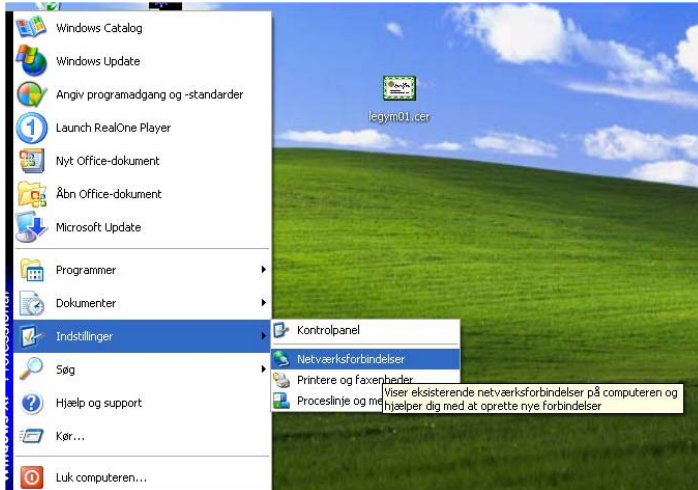 Windows Catalog
Windows Update
Angiv programadgang og -standarder
Launch RealOne Player
Nyt Office-dokument
Åbn Office-dokument
Microsoft Update
Programmer
Dokumenter
Indstillinger
Søg
Hjælp og support
Kør...
Luk computeren...
Kontrolpanel
Netværksforbindelser
Printere og faxenheder
Proceslinje og me
Viser eksisterende netværksforbindelser på computeren og
hjælper dig med at oprette nye forbindelser
legym01.cer
Professional